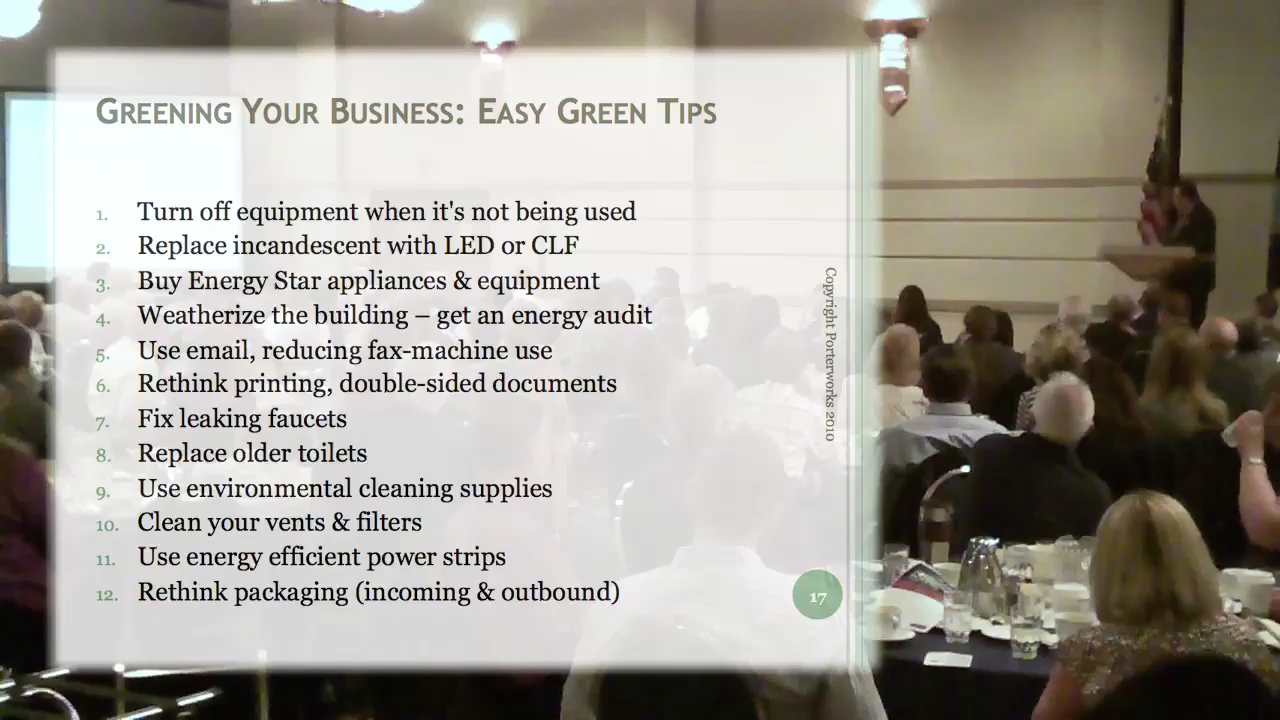 Greening Your Business: Easy Green Tips
1. Turn off equipment when it's not being used
2. Replace incandescent with LED or CLF
3. Buy Energy Star appliances & equipment
4. Weatherize the building – get an energy audit
5. Use email, reducing fax-machine use
6. Rethink printing, double-sided documents
7. Fix leaking faucets
8. Replace older toilets
9. Use environmental cleaning supplies
10. Clean your vents & filters
11. Use energy efficient power strips
12. Rethink packaging (incoming & outbound)
Copyright Porterworks 2010
17